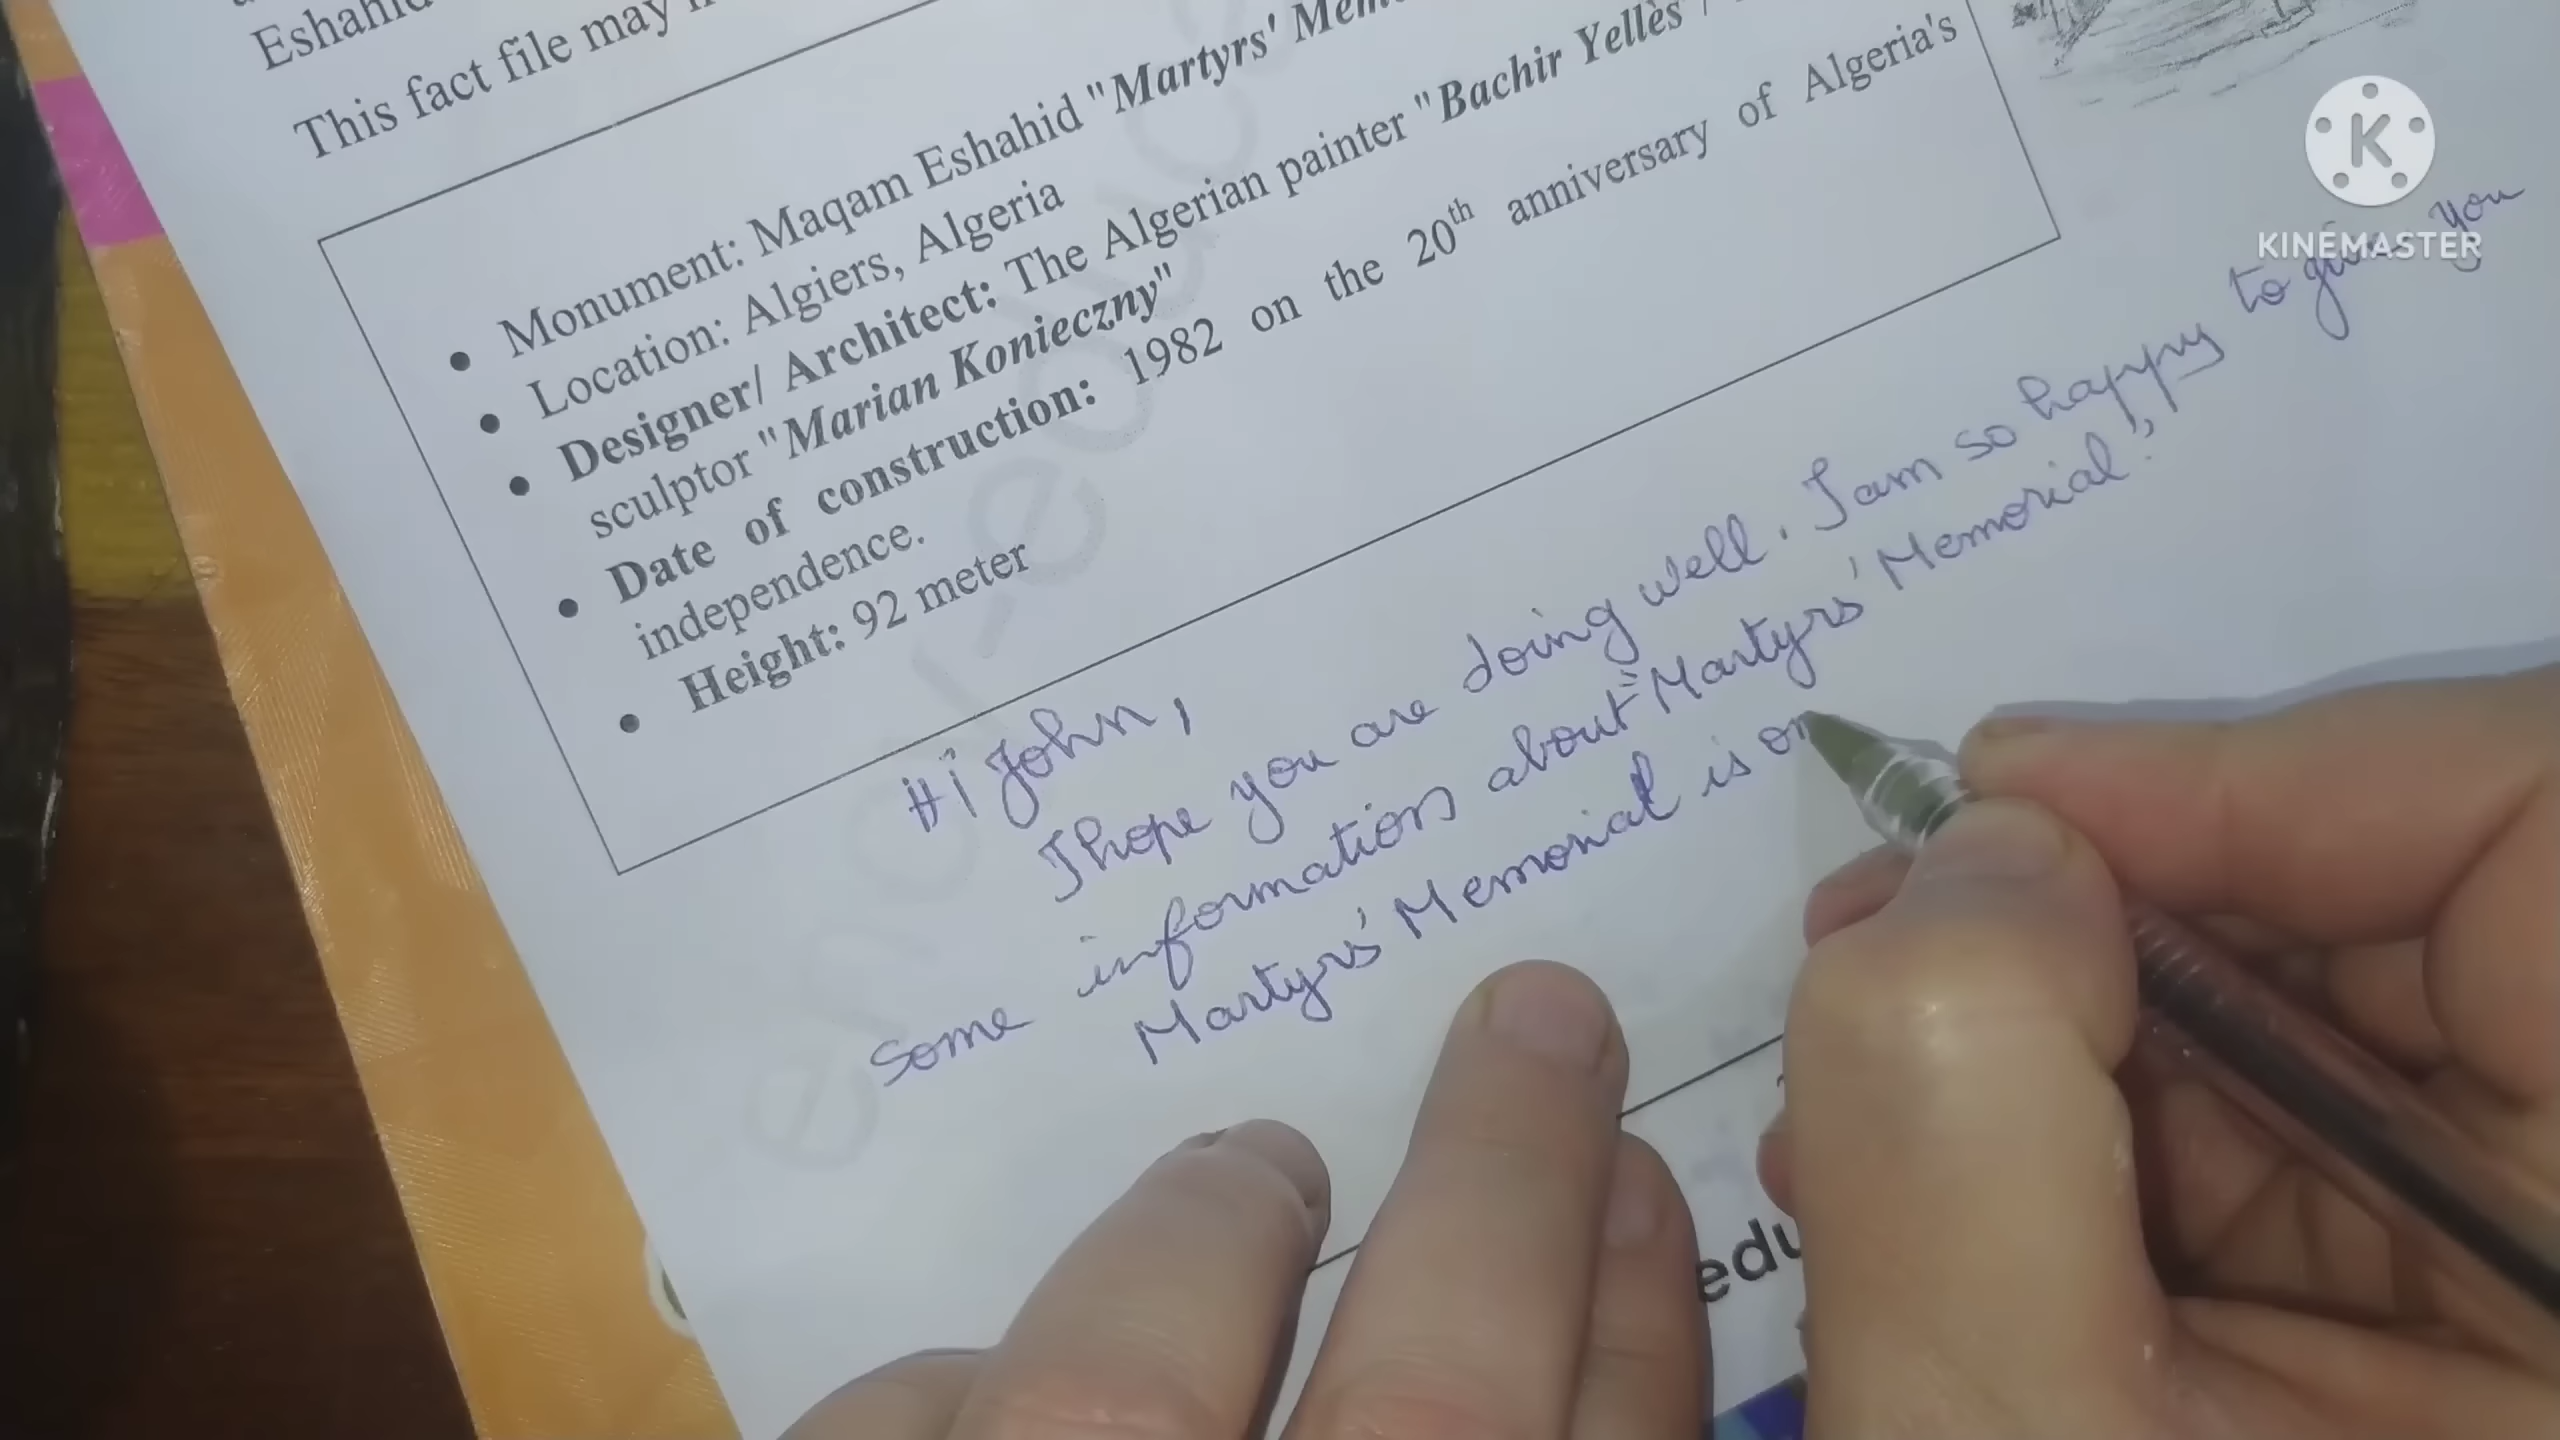 Eshahid
This fact file may
Monument: Maqam Eshahid "Martyrs'
Location: Algiers, Algeria
Designer/ Architect: The Algerian painter "Bachir Yellès
sculptor "Marian Konieczny"
Date of construction: 1982 on the 20th anniversary of Algeria's
independence.
Height: 92 meter
Hi John,
I hope you are doing well. I am so happy to give you
some information about "Martyrs' Memorial".
Martyrs' Memorial is
K
KINEMASTER